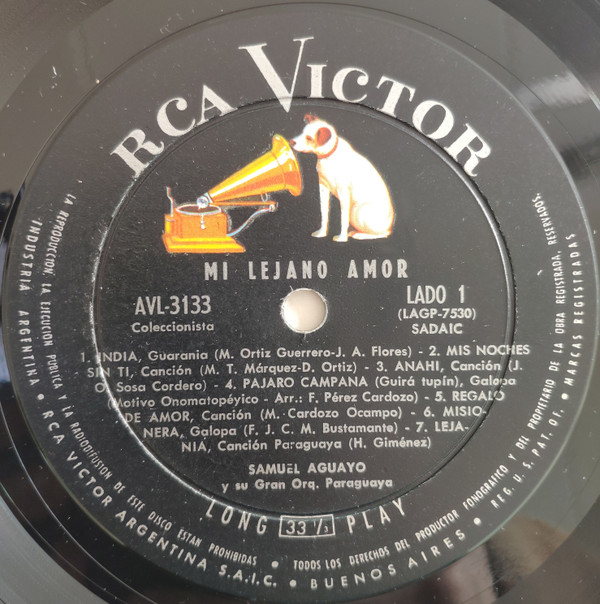 RCA VICTOR
MI LEJANO AMOR
AVL-3133
Coleccionista
LADO 1
(LAGP-7530)
SADAIC
1. INDIA, Guarania (M. Ortiz Guerrero-J. A. Flores) - 2. MIS NOCHES
SIN TI, Canción (M. T. Márquez-D. Ortiz) - 3. ANAHI, Canción (J.
O. Sosa Cordero) - 4. PAJARO CAMPANA (Guirá tupín), Galopa
(Motivo Onomatopéyico - Arr.: F. Pérez Cardozo) - 5. REGALO
DE AMOR, Canción (M. Cardozo Ocampo) - 6. MISIO-
NERA, Galopa (F. J. C. M. Bustamante) - 7. LEJA-
NIA, Canción Paraguaya (H. Giménez)
SAMUEL AGUAYO
y su Gran Orq. Paraguaya
LONG 33 1/3 PLAY
LA REPRODUCCION, LA EJECUCION PUBLICA Y LA RADIODIFUSION DE ESTE DISCO ESTAN PROHIBIDAS • TODOS LOS DERECHOS DEL PRODUCTOR FONOGRAFICO Y DEL PROPIETARIO DE LA OBRA REGISTRADA, RESERVADOS.
INDUSTRIA ARGENTINA • RCA VICTOR ARGENTINA S.A.I.C. • BUENOS AIRES • REG. U. S. PAT. OF. • MARCAS REGISTRADAS